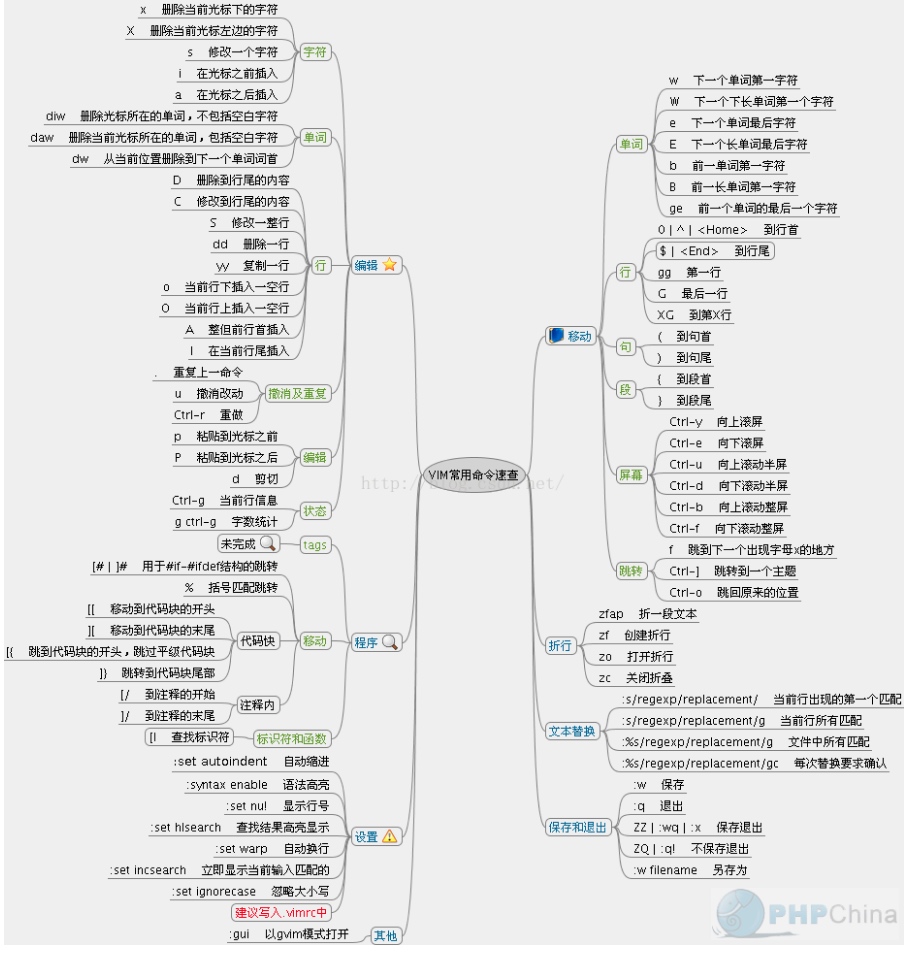 VIM常用命令速查
编辑
字符
x 删除当前光标下的字符
X 删除当前光标左边的字符
s 修改一个字符
i 在光标之前插入
a 在光标之后插入
单词
diw 删除光标所在的单词，不包括空白字符
daw 删除当前光标所在的单词，包括空白字符
dw 从当前位置删除到下一个单词词首
行
D 删除到行尾的内容
C 修改到行尾的内容
S 修改一整行
dd 删除一行
yy 复制一行
o 当前行下插入一空行
O 当前行上插入一空行
A 整但前行首插入
I 在当前行尾插入
撤消及重复
. 重复上一命令
u 撤消改动
Ctrl-r 重做
编辑
p 粘贴到光标之前
P 粘贴到光标之后
d 剪切
状态
Ctrl-g 当前行信息
g ctrl-g 字数统计
程序
tags
未完成
移动
[# | ]# 用于#if-#ifdef结构的跳转
% 括号匹配跳转
代码快
[[ 移动到代码块的开头
][ 移动到代码块的末尾
[{ 跳到代码块的开头，跳过平级代码块
]} 跳转到代码块尾部
注释内
[/ 到注释的开始
]/ 到注释的末尾
标识符和函数
[I 查找标识符
设置
:set autoindent 自动缩进
:syntax enable 语法高亮
:set nu! 显示行号
:set hlsearch 查找结果高亮显示
:set warp 自动换行
:set incsearch 立即显示当前输入匹配的
:set ignorecase 忽略大小写
建议写入.vimrc中
其他
:gui 以gvim模式打开
移动
单词
w 下一个单词第一字符
W 下一个下长单词第一个字符
e 下一个单词最后字符
E 下一个长单词最后字符
b 前一单词第一字符
B 前一长单词第一字符
ge 前一个单词的最后一个字符
行
0 | ^ | <Home> 到行首
$ | <End> 到行尾
gg 第一行
G 最后一行
XG 到第X行
句
( 到句首
) 到句尾
段
{ 到段首
} 到段尾
屏幕
Ctrl-y 向上滚屏
Ctrl-e 向下滚屏
Ctrl-u 向上滚动半屏
Ctrl-d 向下滚动半屏
Ctrl-b 向上滚动整屏
Ctrl-f 向下滚动整屏
跳转
f 跳到下一个出现字母x的地方
Ctrl-] 跳转到一个主题
Ctrl-o 跳回原来的位置
折行
zfap 折一段文本
zf 创建折行
zo 打开折行
zc 关闭折叠
文本替换
:s/regexp/replacement/ 当前行出现的第一个匹配
:s/regexp/replacement/g 当前行所有匹配
:%s/regexp/replacement/g 文件中所有匹配
:%s/regexp/replacement/gc 每次替换要求确认
保存和退出
:w 保存
:q 退出
ZZ | :wq | :x 保存退出
ZQ | :q! 不保存退出
:w filename 另存为
PHPChina